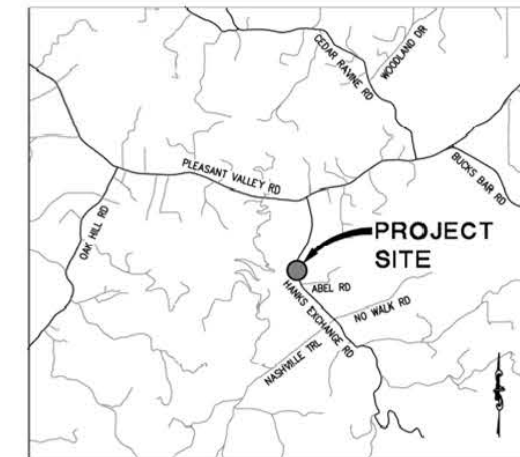 CEDAR RAVINE RD
WOODLAND DR
PLEASANT VALLEY RD
BUCKS BAR RD
OAK HILL RD
PROJECT
SITE
ABEL RD
HANKS EXCHANGE RD
NO WALK RD
NASHVILLE TRL